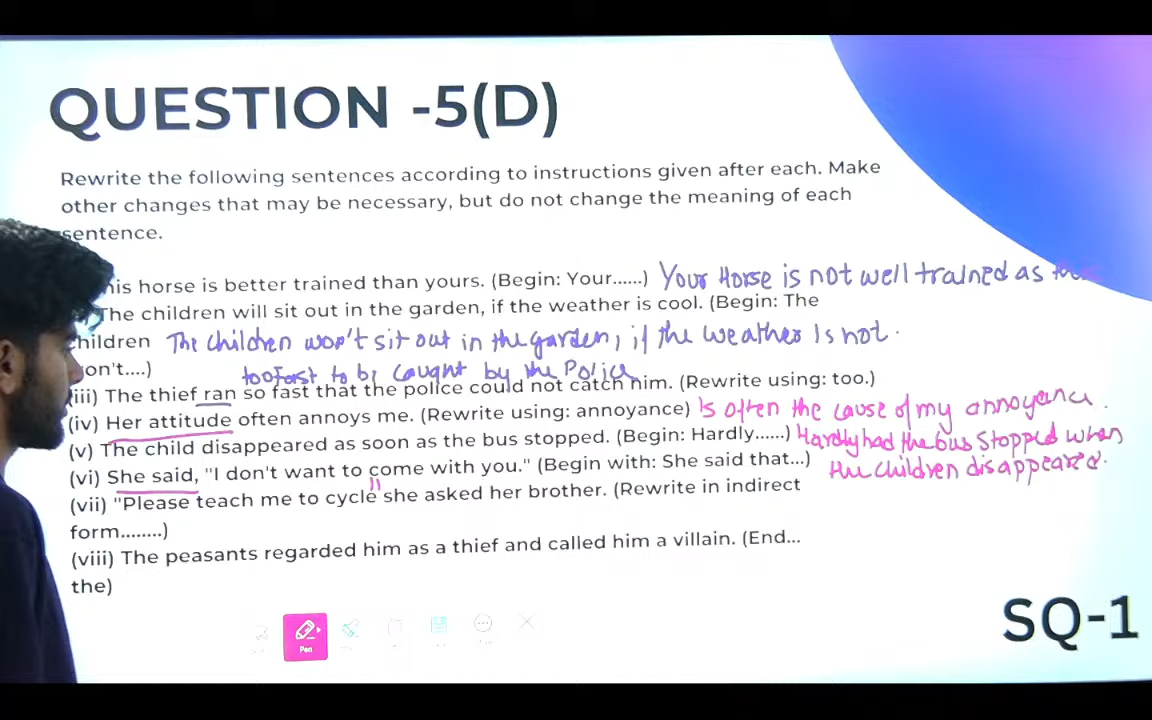 QUESTION -5(D)
Rewrite the following sentences according to instructions given after each. Make
other changes that may be necessary, but do not change the meaning of each
sentence.
his horse is better trained than yours. (Begin: Your......) Your Horse is not well trained as
The children will sit out in the garden, if the weather is cool. (Begin: The
hildren The children won't sit out in the garden, if the weather Is not.
on't....) too fast to be caught by the Police
(iii) The thief ran so fast that the police could not catch him. (Rewrite using: too.)
(iv) Her attitude often annoys me. (Rewrite using: annoyance) Is often the cause of my annoyance.
(v) The child disappeared as soon as the bus stopped. (Begin: Hardly......) Hardly had the bus stopped when
(vi) She said, "I don't want to come with you." (Begin with: She said that...) the children disappeared.
(vii) "Please teach me to cycle" she asked her brother. (Rewrite in indirect
form........)
(viii) The peasants regarded him as a thief and called him a villain. (End...
the)
Pen
SQ-1